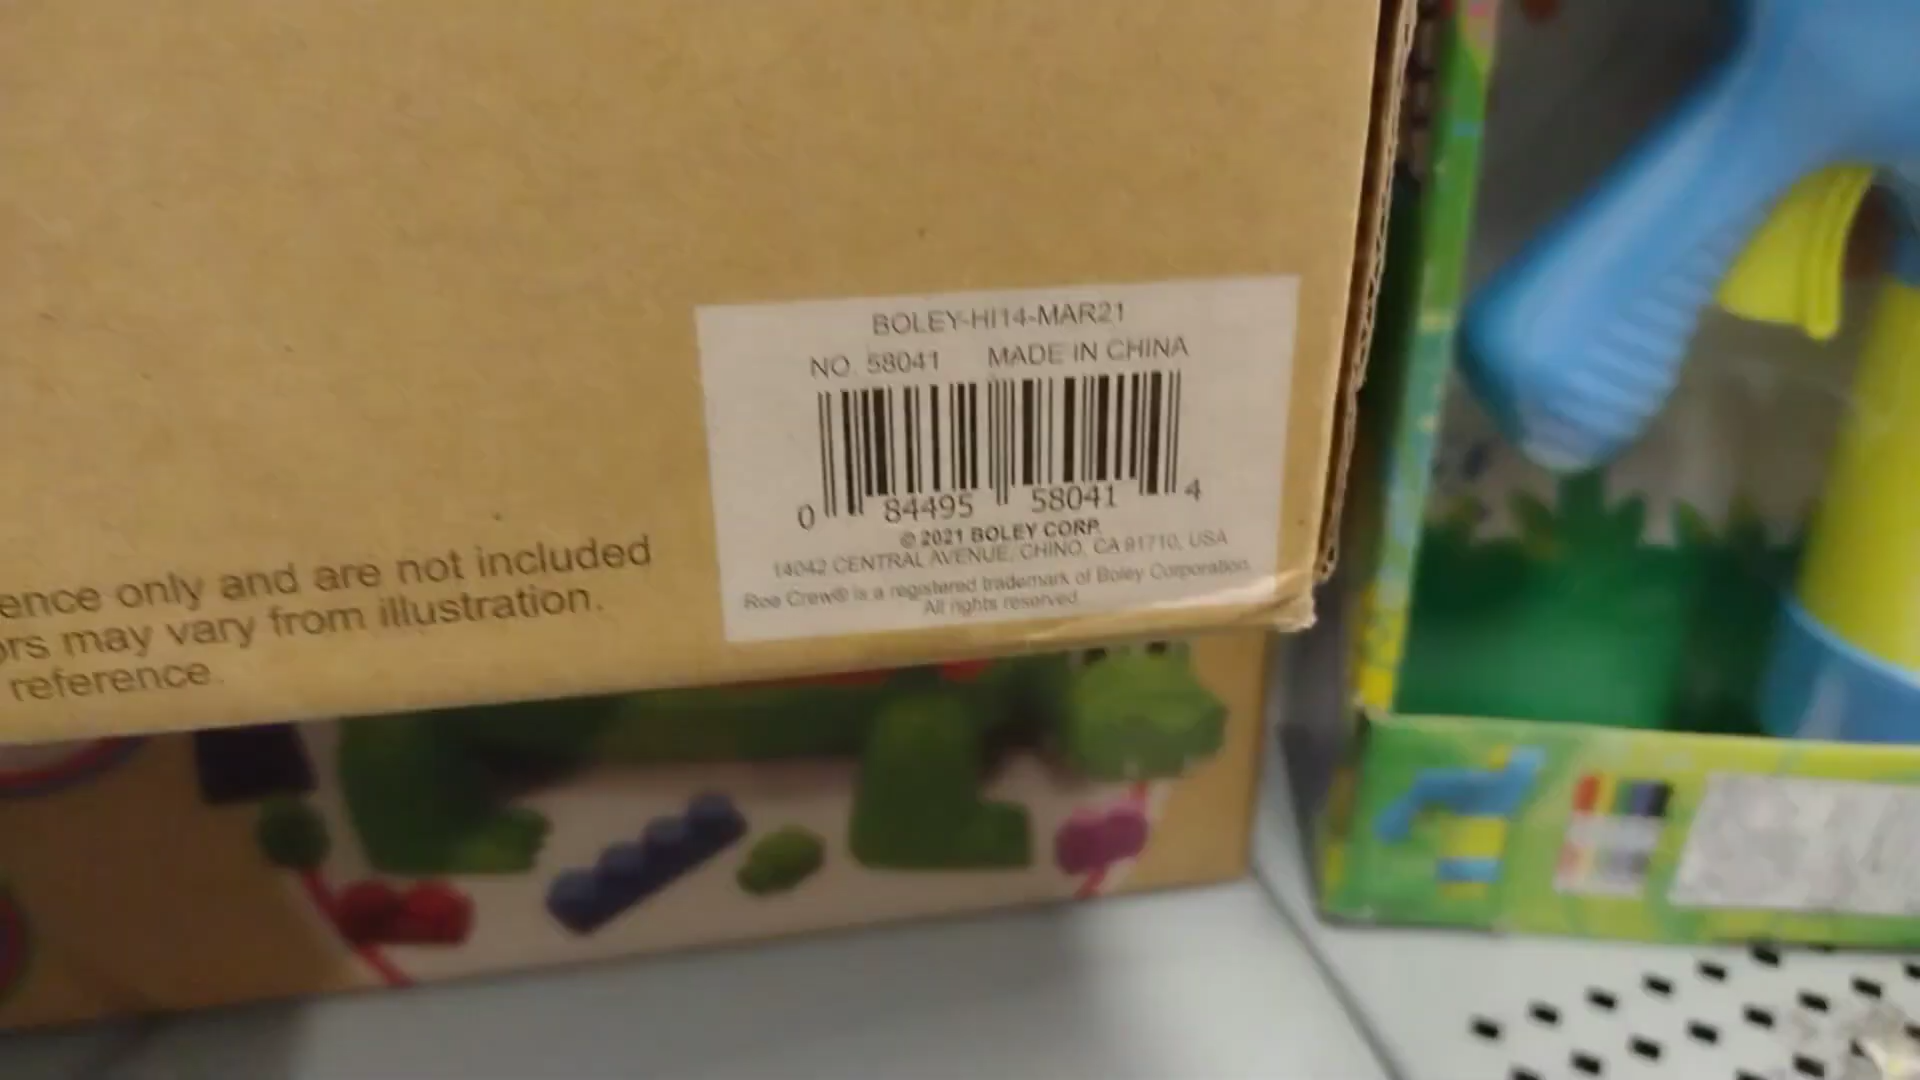 BOLEY-HI14-MAR21
NO. 58041 MADE IN CHINA
0 84495 58041 4
© 2021 BOLEY CORP.
14042 CENTRAL AVENUE, CHINO, CA 91710, USA
Roo Crew® is a registered trademark of Boley Corporation.
All rights reserved.
ence only and are not included
ors may vary from illustration.
reference.